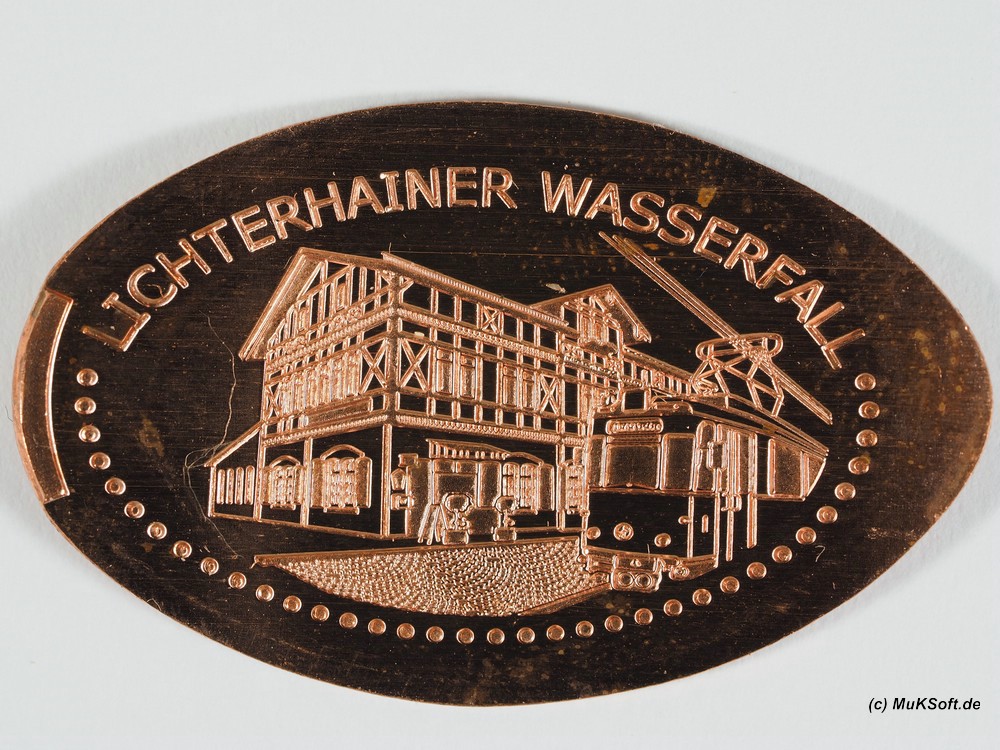 LICHTERHAINER WASSERFALL
(c) MuKSoft.de